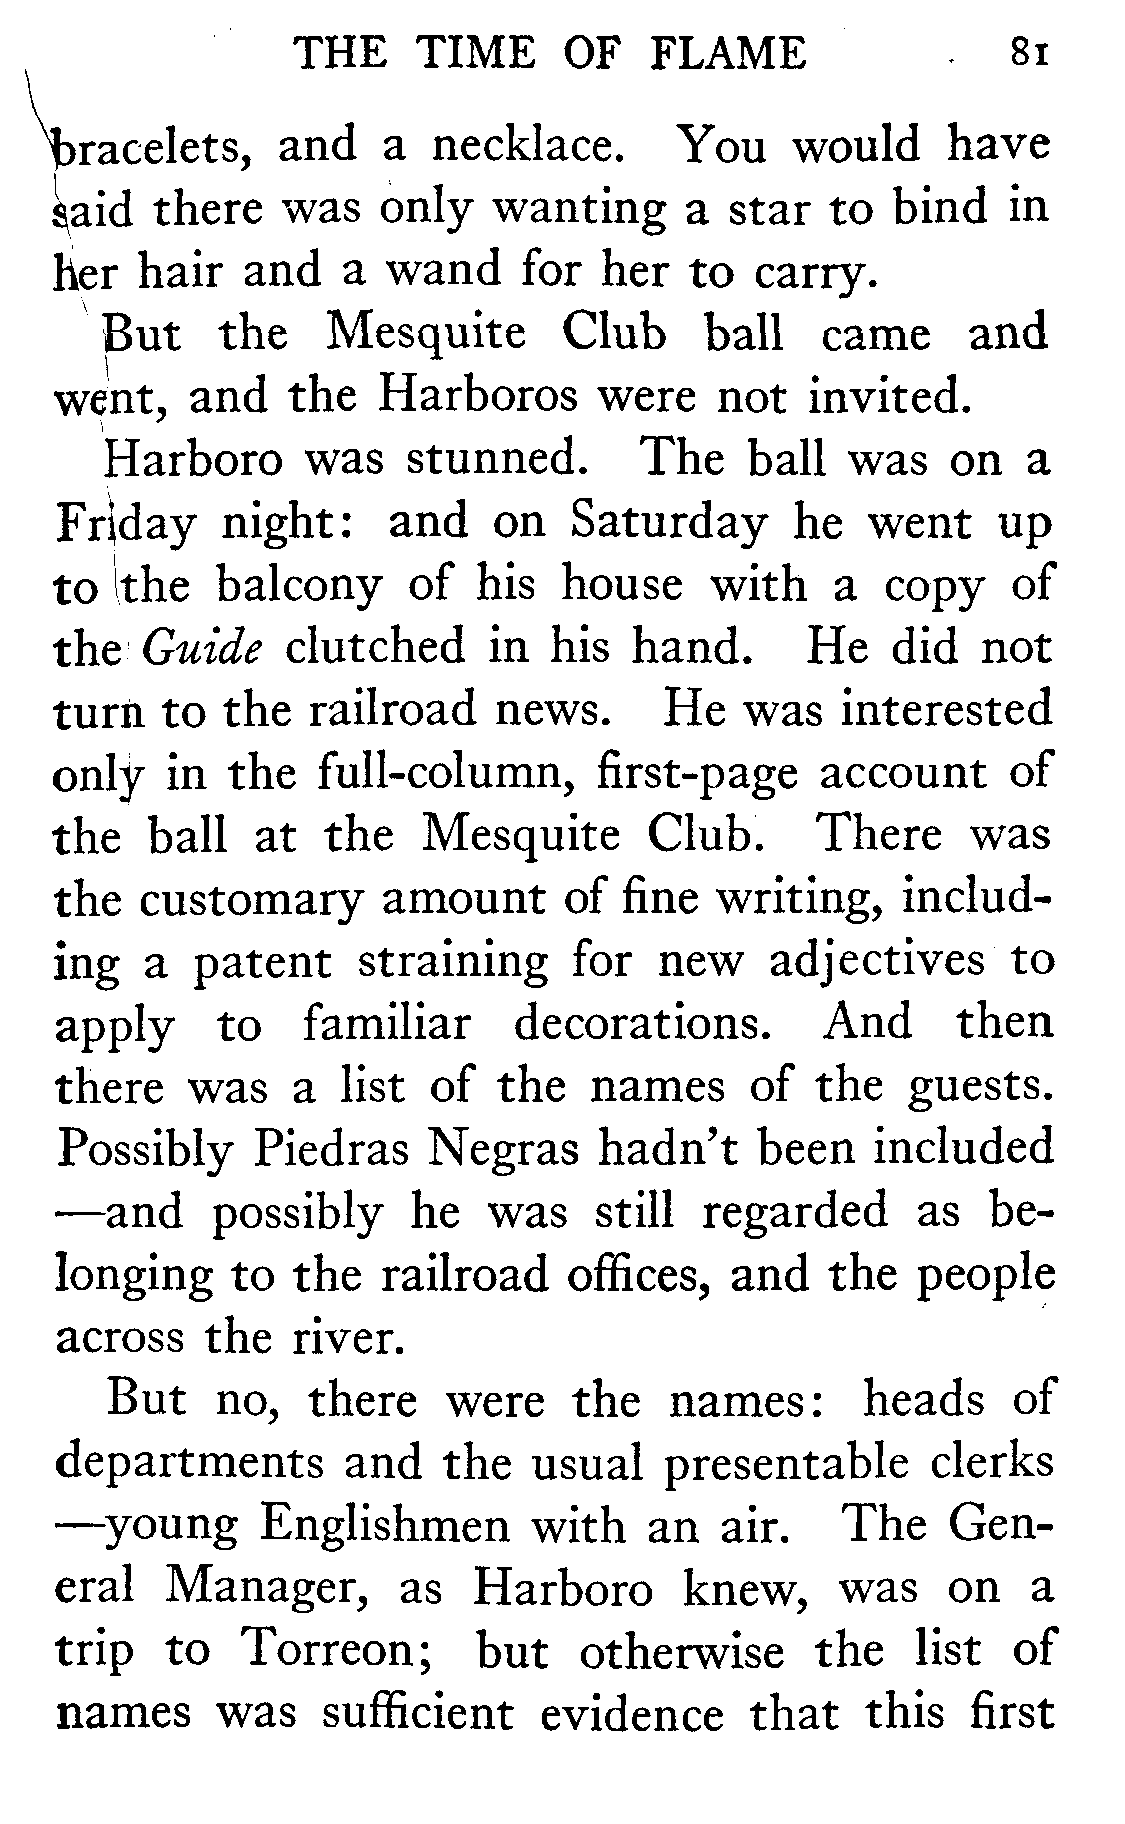 THE TIME OF FLAME 81
bracelets, and a necklace. You would have
said there was only wanting a star to bind in
her hair and a wand for her to carry.
But the Mesquite Club ball came and
went, and the Harboros were not invited.
Harboro was stunned. The ball was on a
Friday night: and on Saturday he went up
to the balcony of his house with a copy of
the Guide clutched in his hand. He did not
turn to the railroad news. He was interested
only in the full-column, first-page account of
the ball at the Mesquite Club. There was
the customary amount of fine writing, includ-
ing a patent straining for new adjectives to
apply to familiar decorations. And then
there was a list of the names of the guests.
Possibly Piedras Negras hadn't been included
—and possibly he was still regarded as be-
longing to the railroad offices, and the people
across the river.
But no, there were the names: heads of
departments and the usual presentable clerks
—young Englishmen with an air. The Gen-
eral Manager, as Harboro knew, was on a
trip to Torreon; but otherwise the list of
names was sufficient evidence that this first